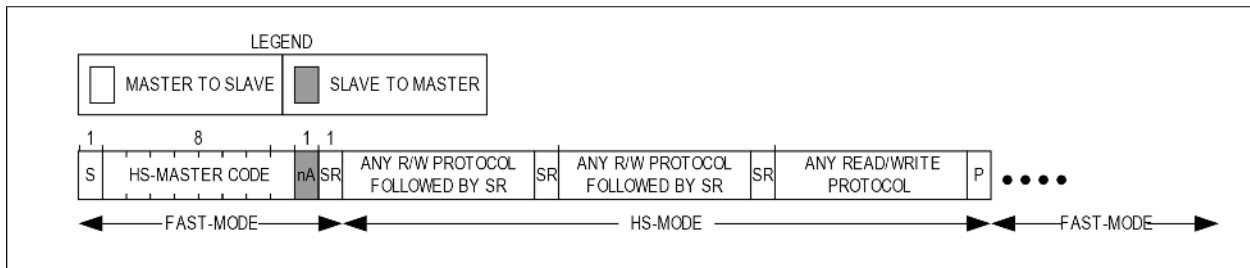 LEGEND
MASTER TO SLAVE SLAVE TO MASTER
1 8 1 1
S HS-MASTER CODE nA SR ANY R/W PROTOCOL FOLLOWED BY SR SR ANY R/W PROTOCOL FOLLOWED BY SR SR ANY READ/WRITE PROTOCOL P
FAST-MODE HS-MODE FAST-MODE